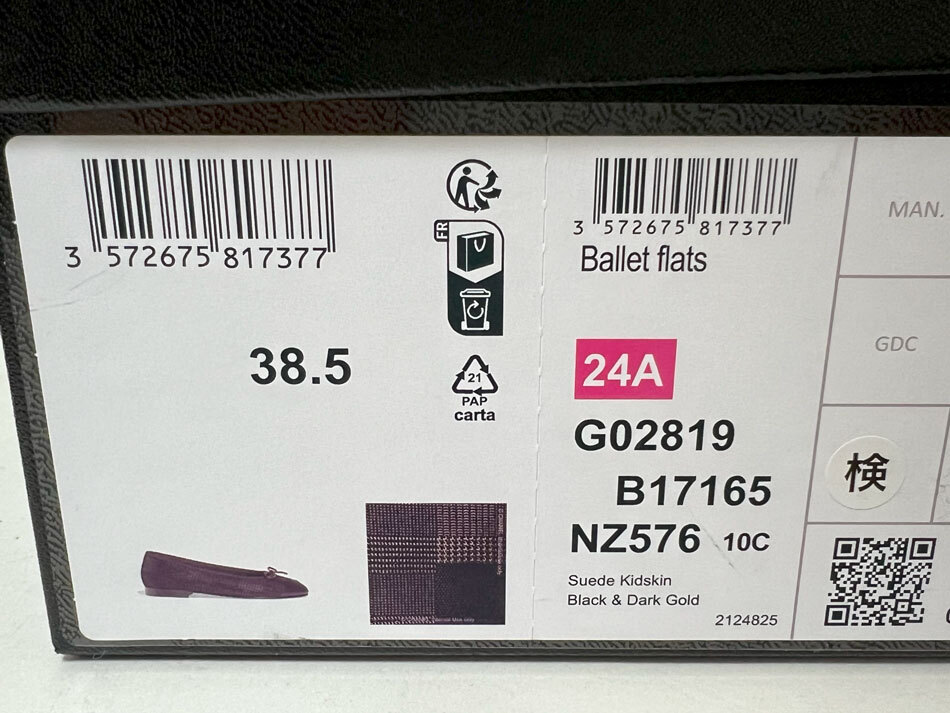 3 572675 817377
38.5
FR
21
PAP
carta
3 572675 817377
Ballet flats
24A
G02819
B17165
NZ576 10C
Suede Kidskin
Black & Dark Gold
2124825
MAN.
GDC
検